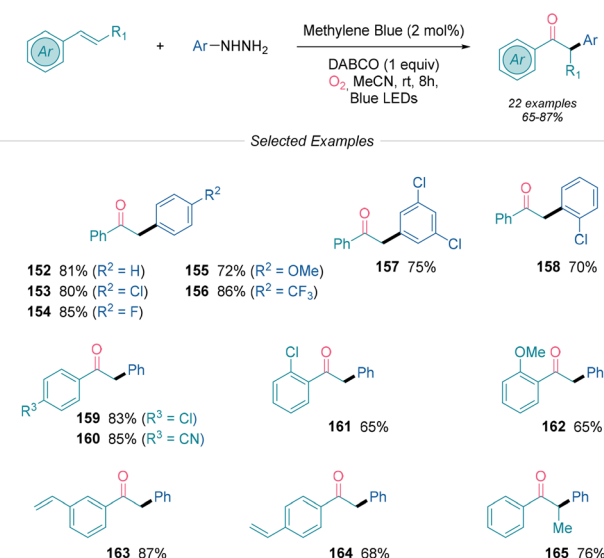 Ar
R1
+
Ar–NHNH2
Methylene Blue (2 mol%)
DABCO (1 equiv)
O2, MeCN, rt, 8h,
Blue LEDs
O
Ar
Ar
R1
22 examples
65-87%
Selected Examples
O
Ph
R2
152 81% (R2 = H)
153 80% (R2 = Cl)
154 85% (R2 = F)
155 72% (R2 = OMe)
156 86% (R2 = CF3)
O
Ph
Cl
Cl
157 75%
O
Ph
Cl
158 70%
O
Ph
R3
159 83% (R3 = Cl)
160 85% (R3 = CN)
Cl
O
Ph
161 65%
OMe
O
Ph
162 65%
O
Ph
163 87%
O
Ph
164 68%
O
Ph
Me
165 76%